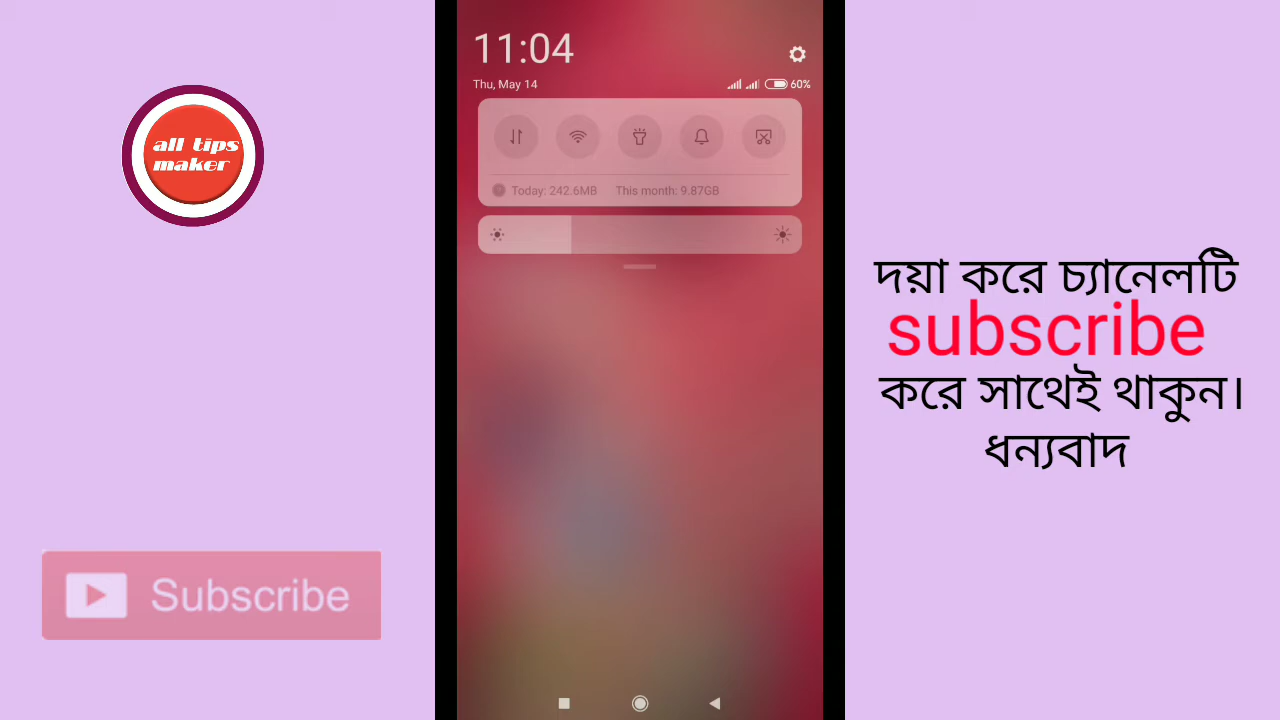 all tips
maker
Subscribe
11:04
Thu, May 14
60%
Today: 242.6MB This month: 9.87GB
দয়া করে চ্যানেলটি
subscribe
করে সাথেই থাকুন।
ধন্যবাদ